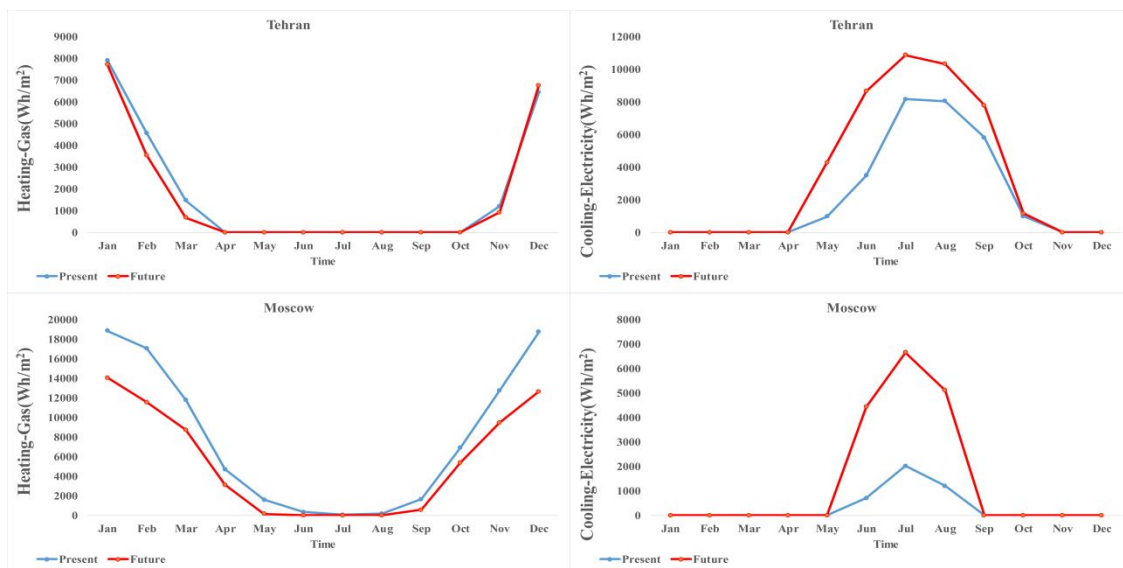 Tehran
Heating-Gas(Wh/m²)
9000
8000
7000
6000
5000
4000
3000
2000
1000
0
Jan Feb Mar Apr May Jun Jul Aug Sep Oct Nov Dec
Time
Present Future
Tehran
Cooling-Electricity(Wh/m²)
12000
10000
8000
6000
4000
2000
0
Jan Feb Mar Apr May Jun Jul Aug Sep Oct Nov Dec
Time
Present Future
Moscow
Heating-Gas(Wh/m²)
20000
18000
16000
14000
12000
10000
8000
6000
4000
2000
0
Jan Feb Mar Apr May Jun Jul Aug Sep Oct Nov Dec
Time
Present Future
Moscow
Cooling-Electricity(Wh/m²)
8000
7000
6000
5000
4000
3000
2000
1000
0
Jan Feb Mar Apr May Jun Jul Aug Sep Oct Nov Dec
Time
Present Future